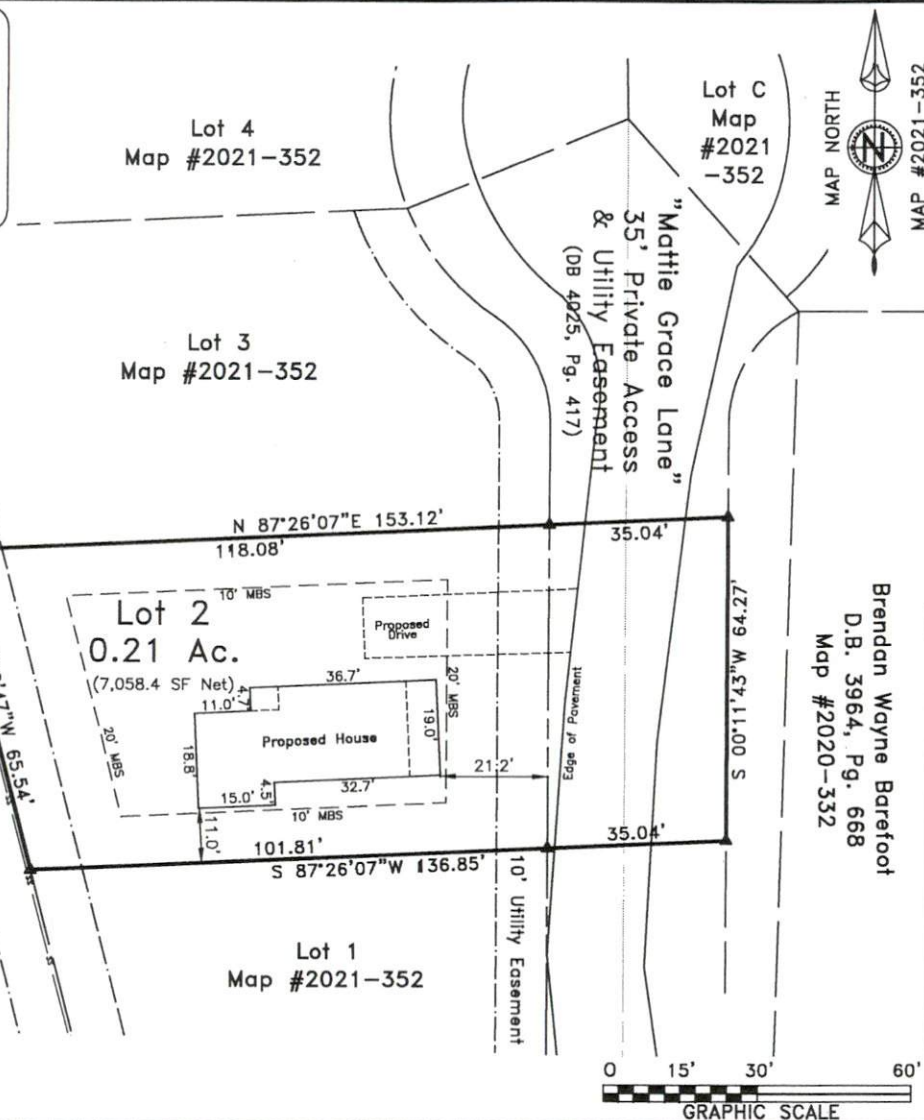 Lot 4
Map #2021-352
Lot C
Map
#2021
-352
MAP NORTH
N
MAP #2021-352
"Mattie Grace Lane"
35' Private Access
& Utility Easement
(DB 4025, Pg. 417)
Lot 3
Map #2021-352
N 87°26'07"E 153.12'
118.08'
35.04'
10' MBS
Lot 2
0.21 Ac.
(7,058.4 SF Net)
Proposed
Drive
36.7'
4.7'
11.0'
20' MBS
19.0'
Proposed House
18.8'
20' MBS
4.5'
32.7'
15.0'
21.2'
10' MBS
11.0'
Edge of Pavement
S 00°11'43"W 64.27'
Brendan Wayne Barefoot
D.B. 3964, Pg. 668
Map #2020-332
47"W 65.54'
101.81'
35.04'
S 87°26'07"W 136.85'
10' Utility Easement
Lot 1
Map #2021-352
0 15' 30' 60'
GRAPHIC SCALE